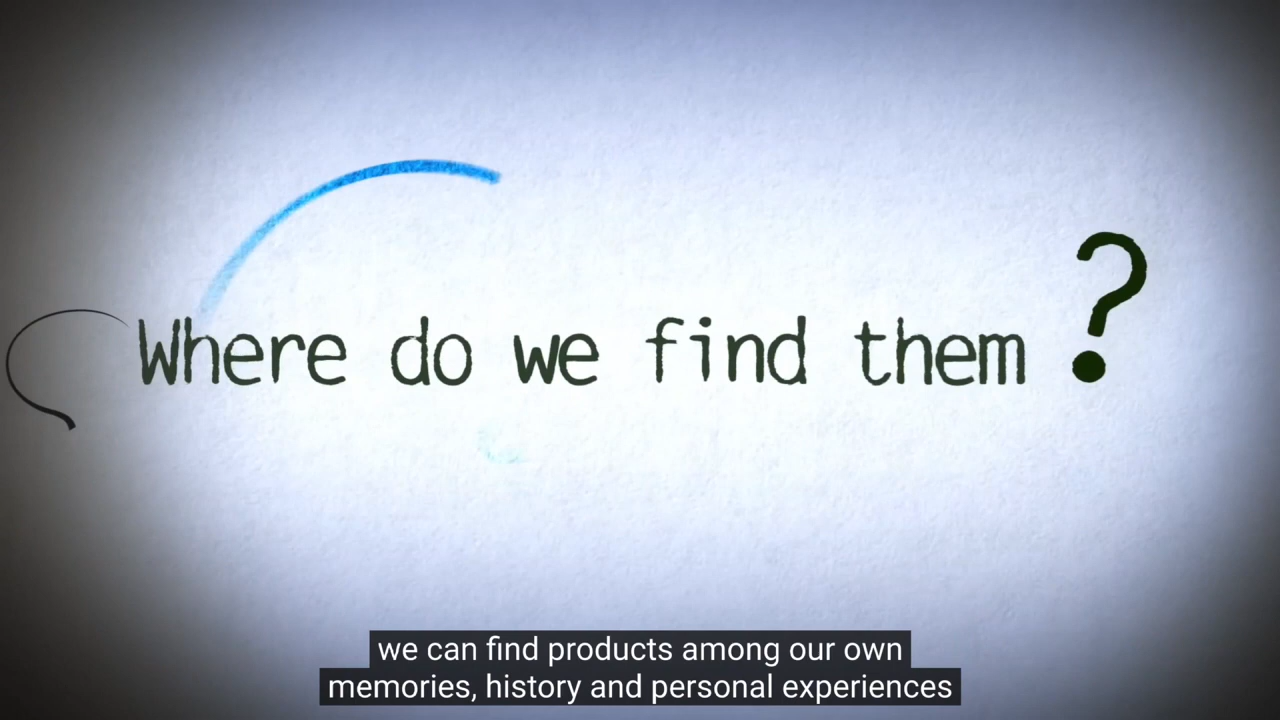 Where do we find them ?
we can find products among our own
memories, history and personal experiences